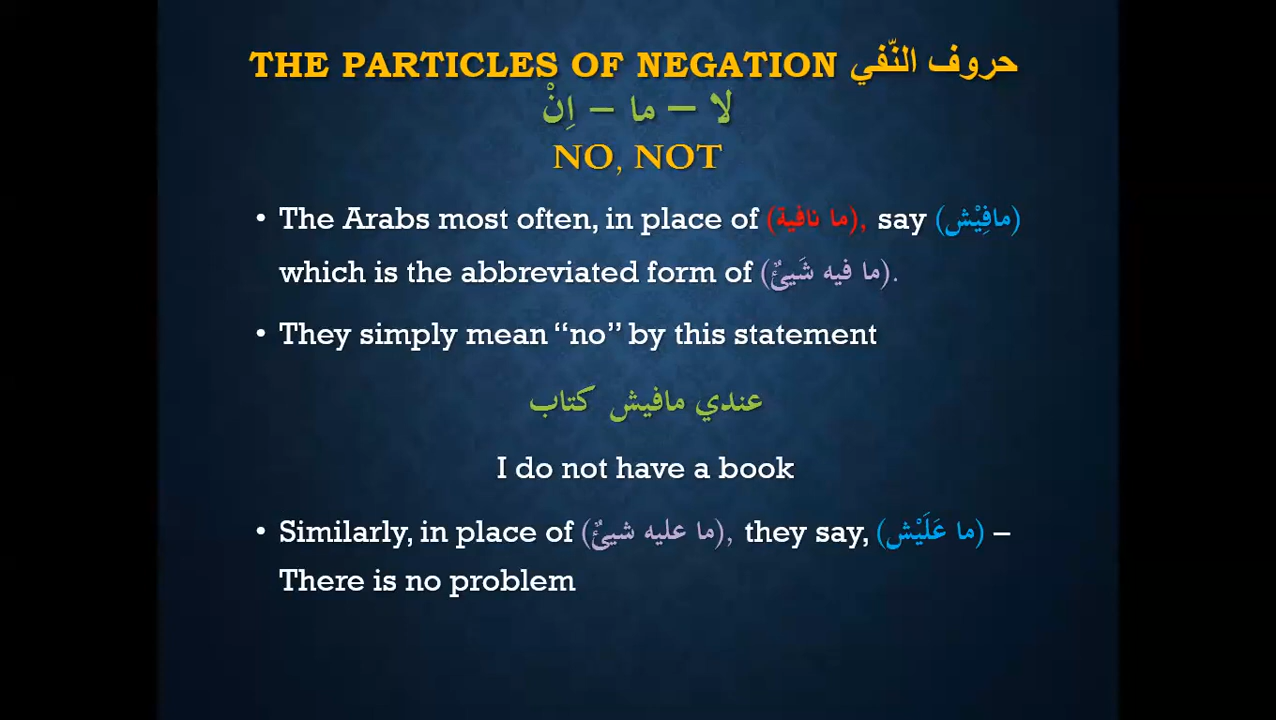 THE PARTICLES OF NEGATION حروف النّفي
لا – ما – اِنْ
NO, NOT
• The Arabs most often, in place of (ما نافية), say (مافِيْش)
which is the abbreviated form of (ما فيه شَيئٌ).
• They simply mean “no” by this statement
عندي مافيش كتاب
I do not have a book
• Similarly, in place of (ما عليه شيئٌ), they say, (ما عَلَيْش) –
There is no problem